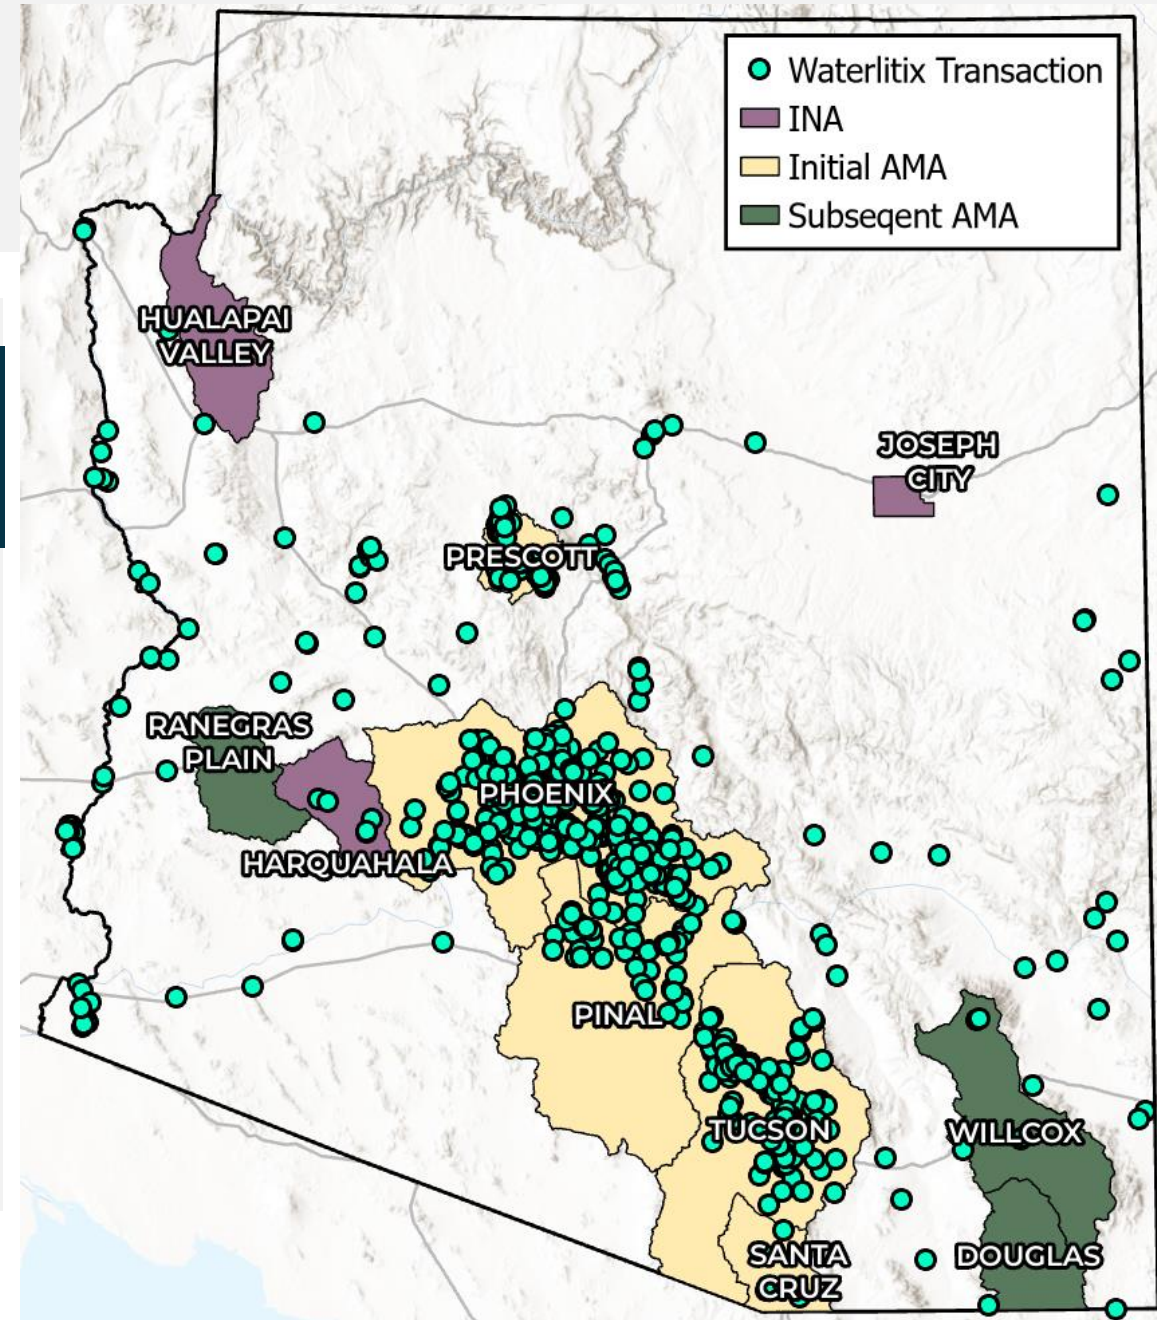 Waterlitix Transaction
INA
Initial AMA
Subseqent AMA
HUALAPAI
VALLEY
JOSEPH
CITY
PRESCOTT
RANEGRAS
PLAIN
PHOENIX
HARQUAHALA
PINAL
TUCSON
WILLCOX
SANTA
CRUZ
DOUGLAS